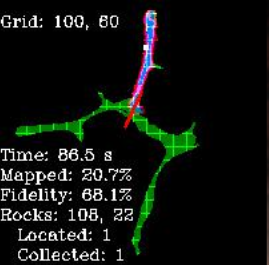 Grid: 100, 60
Time: 86.5 s
Mapped: 20.7%
Fidelity: 68.1%
Rocks: 108, 22
Located: 1
Collected: 1